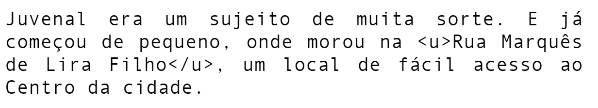 Juvenal era um sujeito de muita sorte. E já
começou de pequeno, onde morou na <u>Rua Marquês
de Lira Filho</u>, um local de fácil acesso ao
Centro da cidade.